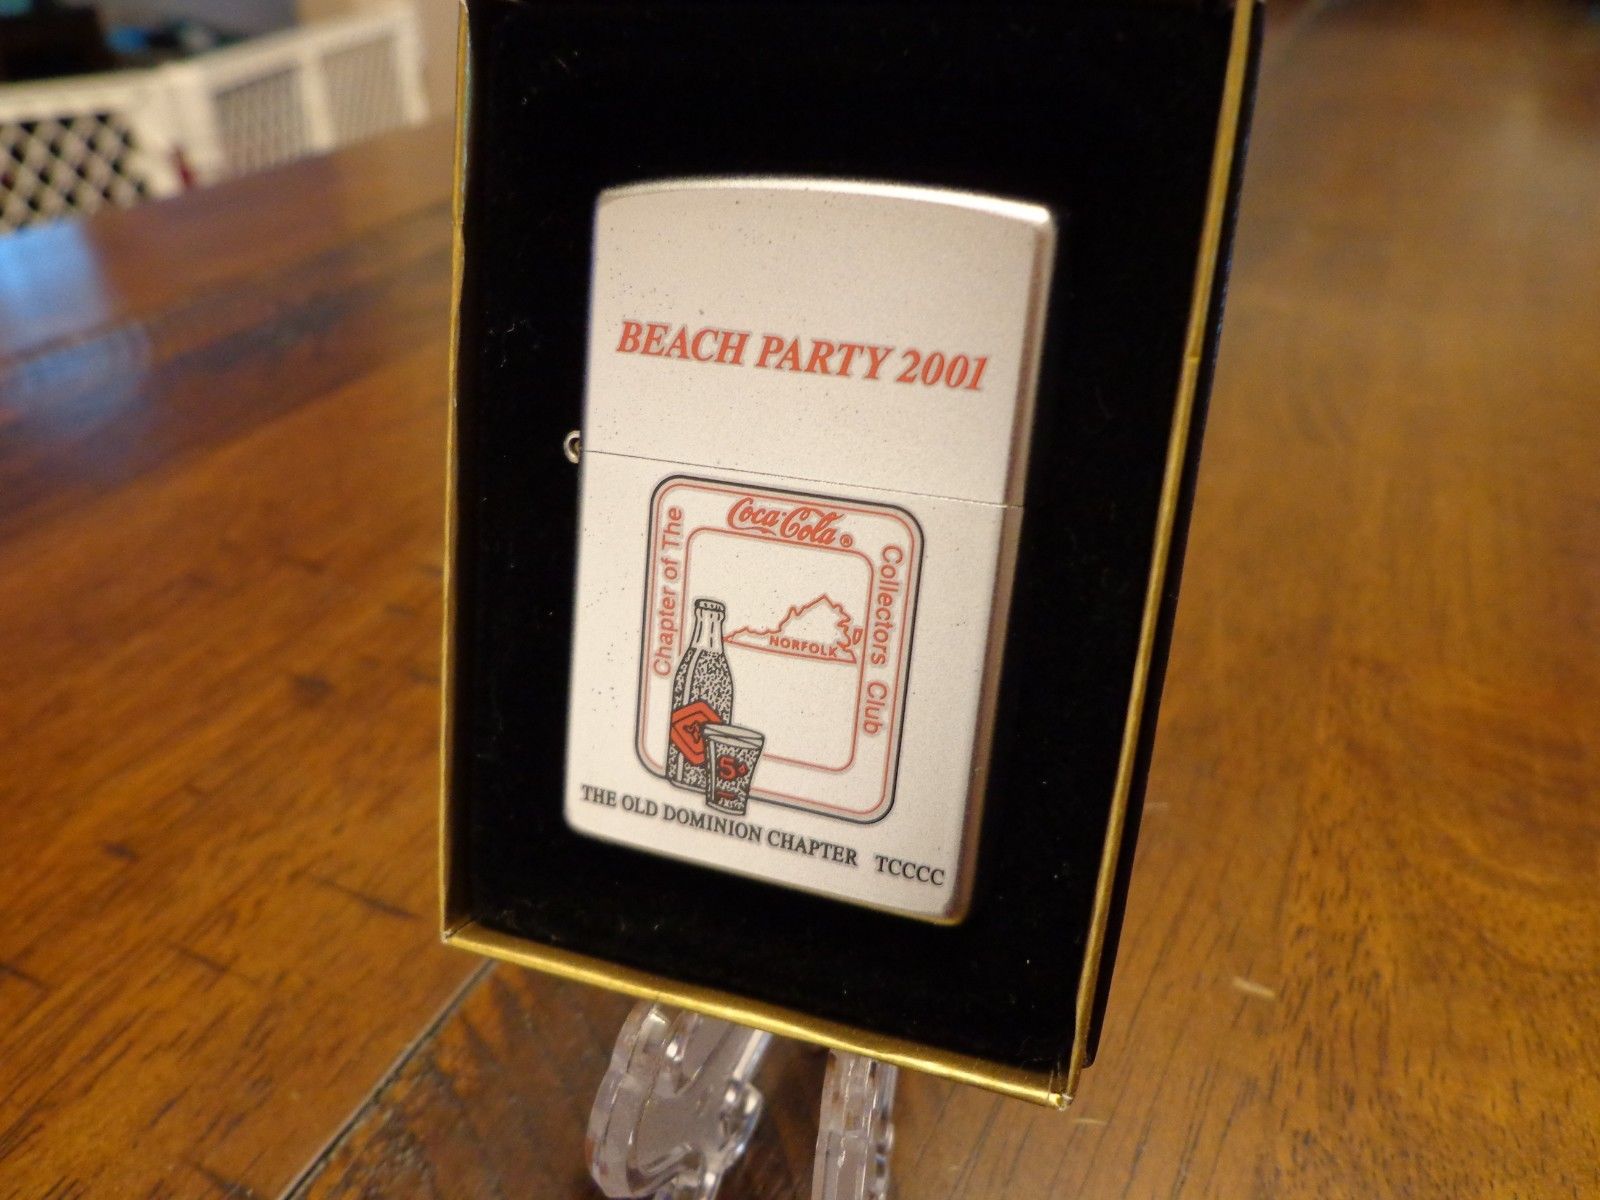 BEACH PARTY 2001
Coca-Cola ®
Chapter of The
Collectors Club
NORFOLK
5¢
THE OLD DOMINION CHAPTER TCCCC